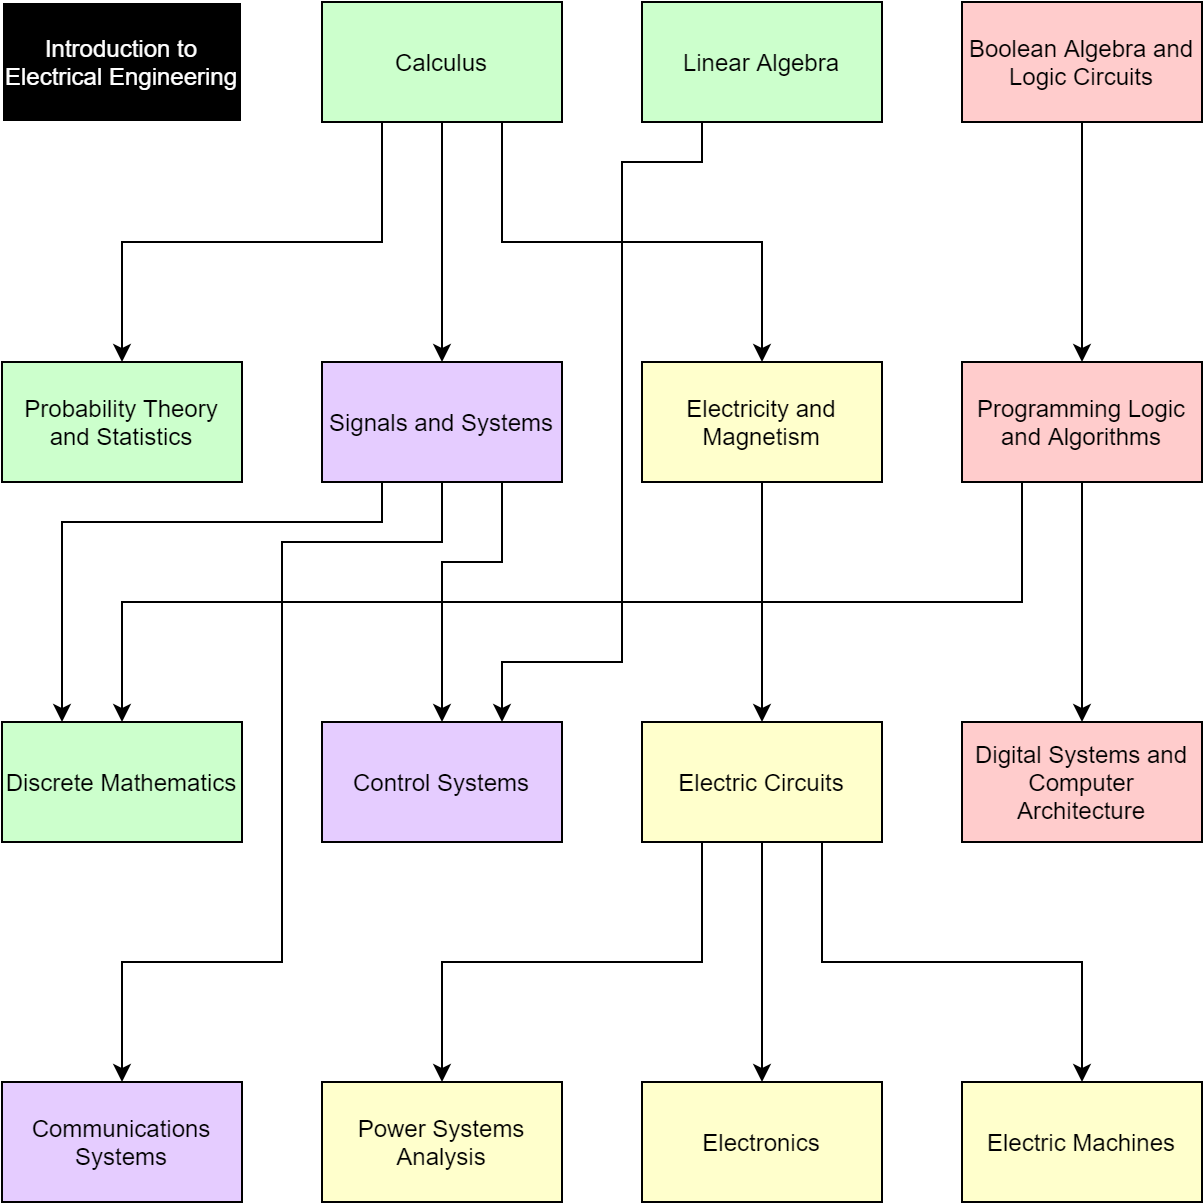 Introduction to
Electrical Engineering
Calculus
Linear Algebra
Boolean Algebra and
Logic Circuits
Probability Theory
and Statistics
Signals and Systems
Electricity and
Magnetism
Programming Logic
and Algorithms
Discrete Mathematics
Control Systems
Electric Circuits
Digital Systems and
Computer
Architecture
Communications
Systems
Power Systems
Analysis
Electronics
Electric Machines